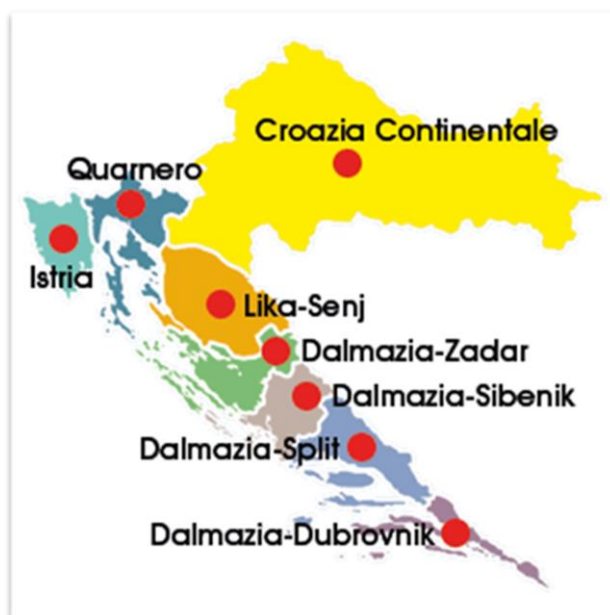 Croazia Continentale
Quarnero
Istria
Lika-Senj
Dalmazia-Zadar
Dalmazia-Sibenik
Dalmazia-Split
Dalmazia-Dubrovnik